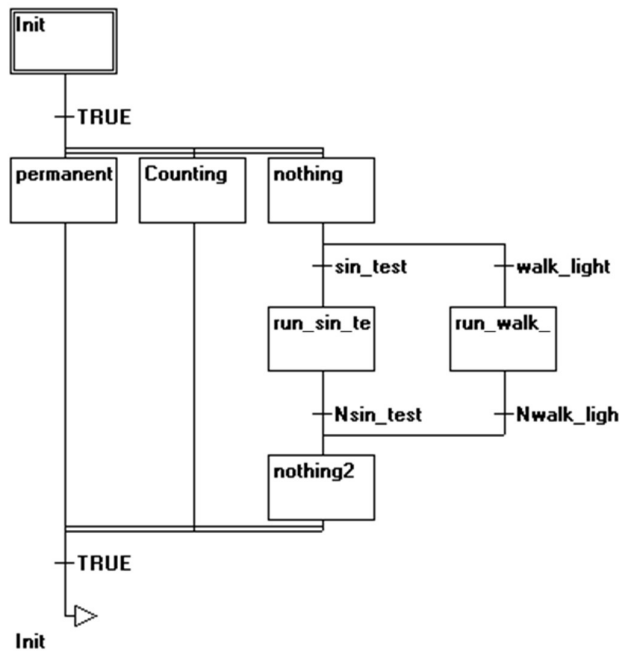 Init
TRUE
permanent
Counting
nothing
sin_test
walk_light
run_sin_te
run_walk_
Nsin_test
Nwalk_ligh
nothing2
TRUE
Init